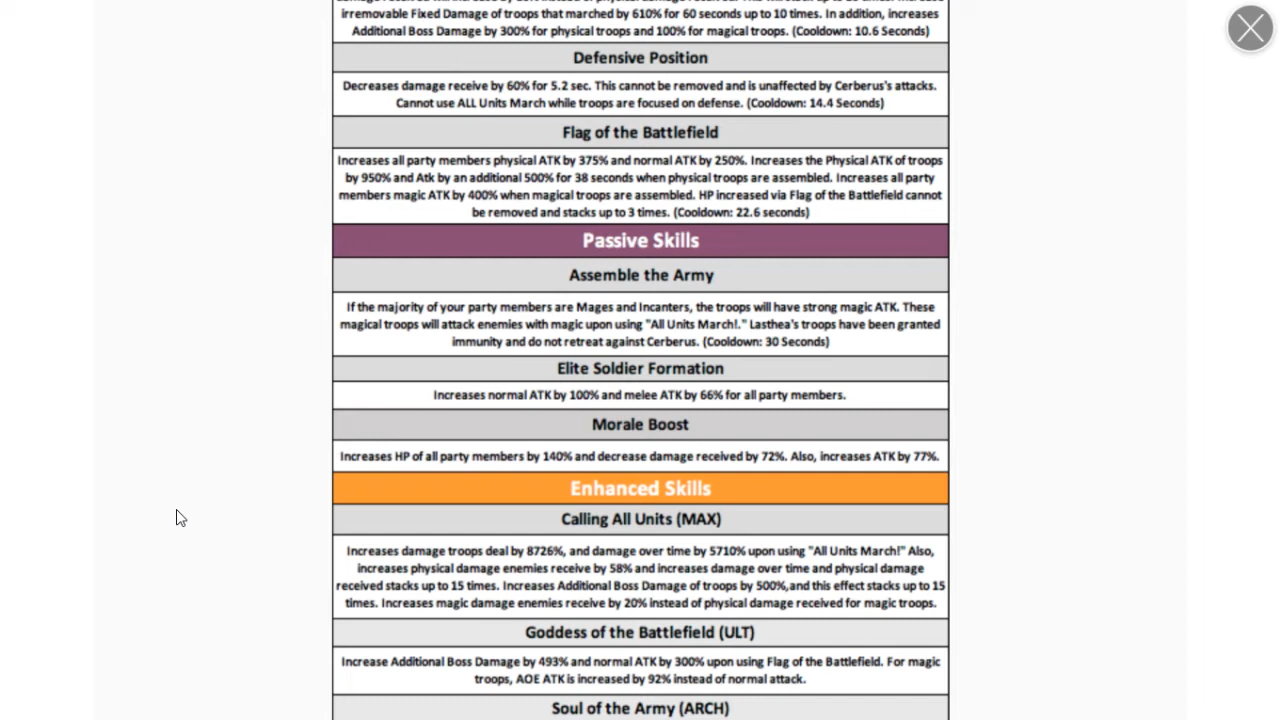 irremovable Fixed Damage of troops that marched by 610% for 60 seconds up to 10 times. In addition, increases
Additional Boss Damage by 300% for physical troops and 100% for magical troops. (Cooldown: 10.6 Seconds)
Defensive Position
Decreases damage receive by 60% for 5.2 sec. This cannot be removed and is unaffected by Cerberus's attacks.
Cannot use ALL Units March while troops are focused on defense. (Cooldown: 14.4 Seconds)
Flag of the Battlefield
Increases all party members physical ATK by 375% and normal ATK by 250%. Increases the Physical ATK of troops
by 950% and Atk by an additional 500% for 38 seconds when physical troops are assembled. Increases all party
members magic ATK by 400% when magical troops are assembled. HP increased via Flag of the Battlefield cannot
be removed and stacks up to 3 times. (Cooldown: 22.6 seconds)
Passive Skills
Assemble the Army
If the majority of your party members are Mages and Incanters, the troops will have strong magic ATK. These
magical troops will attack enemies with magic upon using "All Units March!." Lasthea's troops have been granted
immunity and do not retreat against Cerberus. (Cooldown: 30 Seconds)
Elite Soldier Formation
Increases normal ATK by 100% and melee ATK by 66% for all party members.
Morale Boost
Increases HP of all party members by 140% and decrease damage received by 72%. Also, increases ATK by 77%.
Enhanced Skills
Calling All Units (MAX)
Increases damage troops deal by 8726%, and damage over time by 5710% upon using "All Units March!" Also,
increases physical damage enemies receive by 58% and increases damage over time and physical damage
received stacks up to 15 times. Increases Additional Boss Damage of troops by 500%,and this effect stacks up to 15
times. Increases magic damage enemies receive by 20% instead of physical damage received for magic troops.
Goddess of the Battlefield (ULT)
Increase Additional Boss Damage by 493% and normal ATK by 300% upon using Flag of the Battlefield. For magic
troops, AOE ATK is increased by 92% instead of normal attack.
Soul of the Army (ARCH)